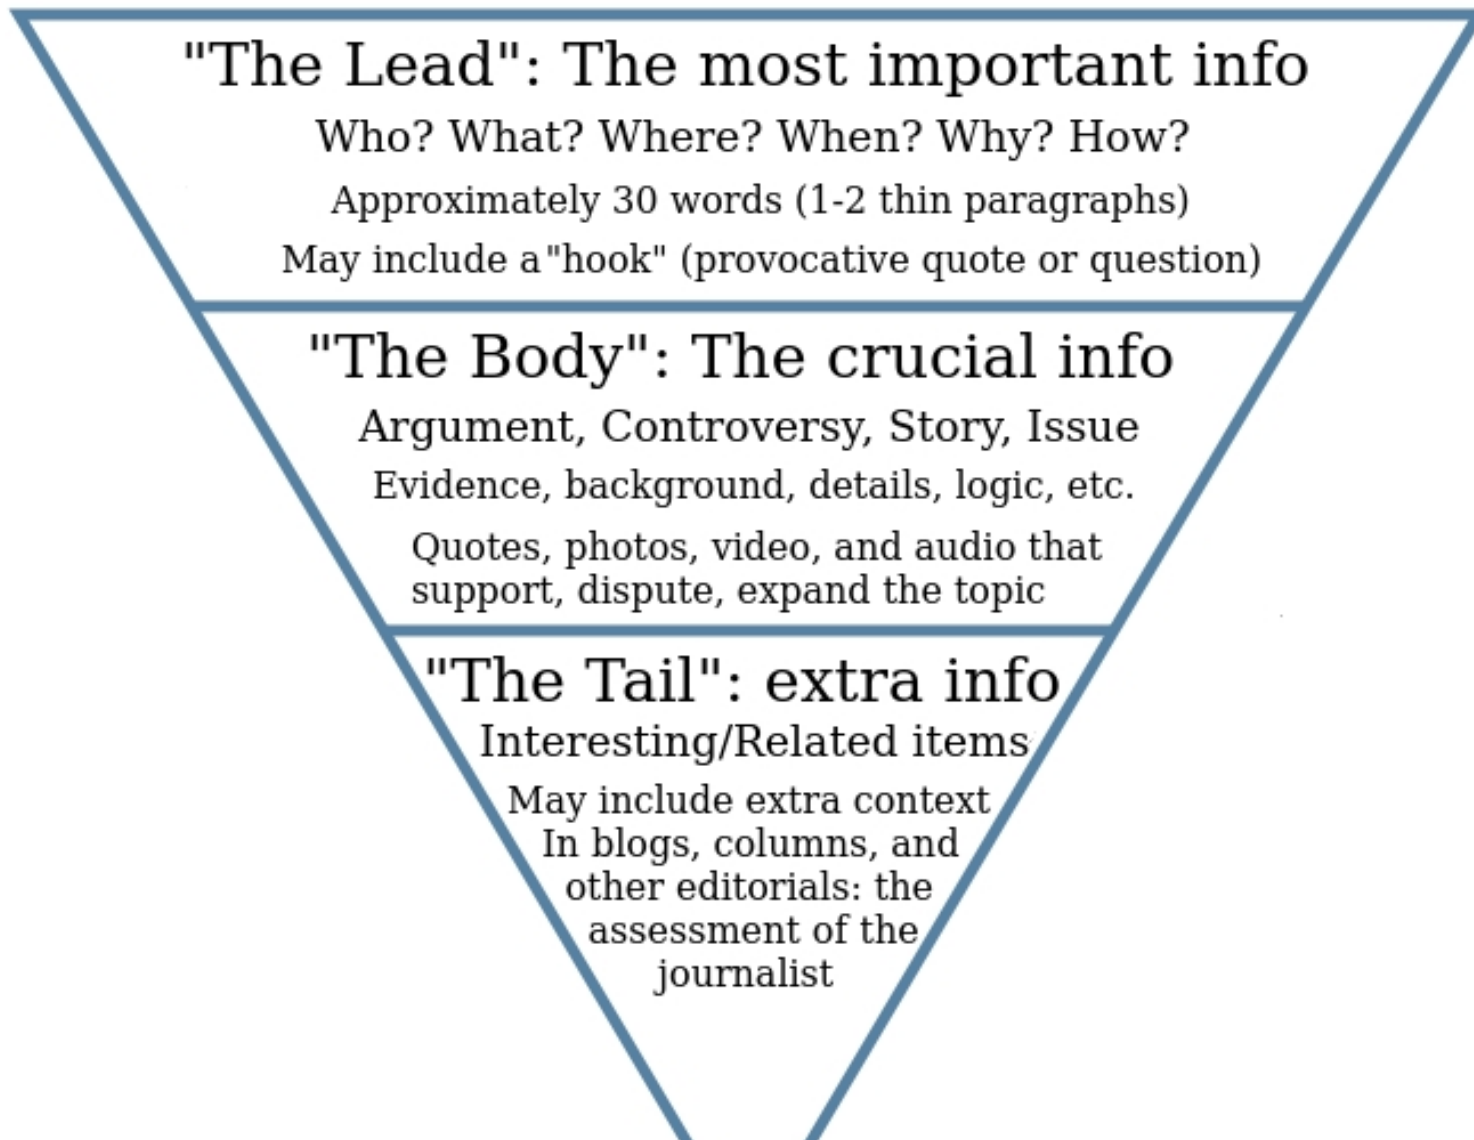 "The Lead": The most important info
Who? What? Where? When? Why? How?
Approximately 30 words (1-2 thin paragraphs)
May include a "hook" (provocative quote or question)
"The Body": The crucial info
Argument, Controversy, Story, Issue
Evidence, background, details, logic, etc.
Quotes, photos, video, and audio that
support, dispute, expand the topic
"The Tail": extra info
Interesting/Related items
May include extra context
In blogs, columns, and
other editorials: the
assessment of the
journalist